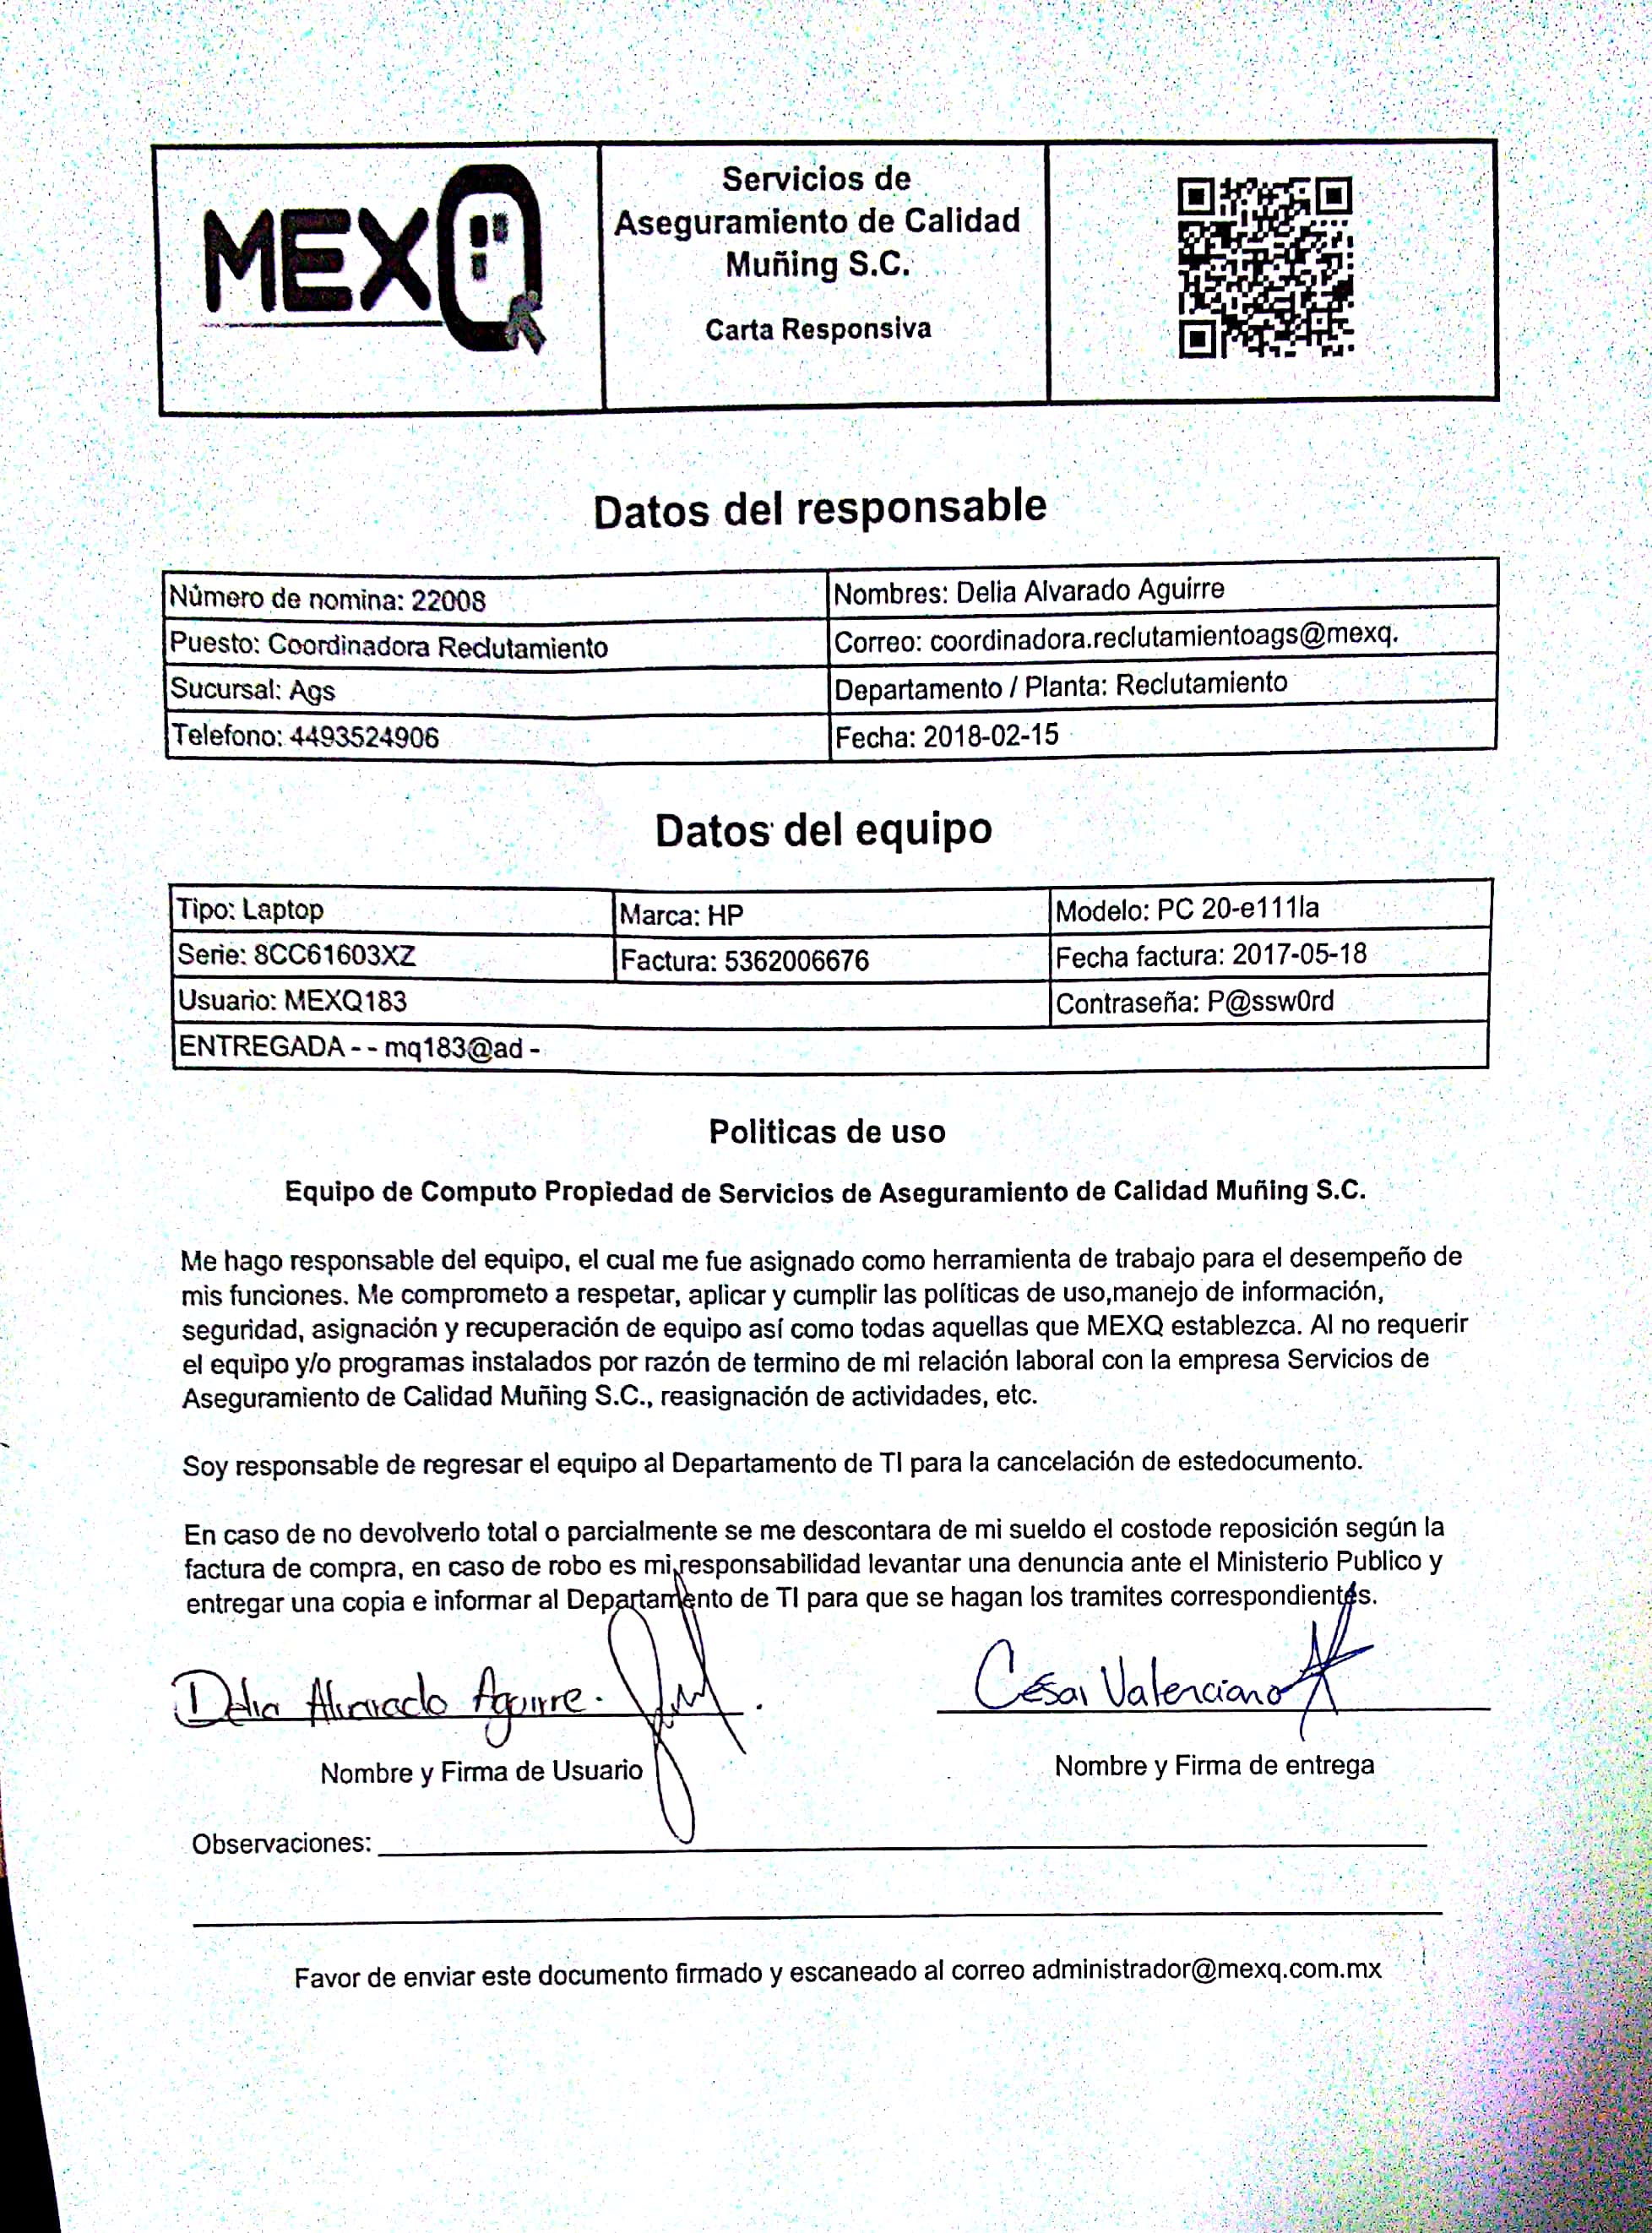 MEXQ
Servicios de
Aseguramiento de Calidad
Muñing S.C.
Carta Responsiva
Datos del responsable
Número de nomina: 22008
Nombres: Delia Alvarado Aguirre
Puesto: Coordinadora Reclutamiento
Correo: coordinadora.reclutamientoags@mexq.
Sucursal: Ags
Departamento / Planta: Reclutamiento
Telefono: 4493524906
Fecha: 2018-02-15
Datos del equipo
Tipo: Laptop
Marca: HP
Modelo: PC 20-e111la
Serie: 8CC61603XZ
Factura: 5362006676
Fecha factura: 2017-05-18
Usuario: MEXQ183
Contraseña: P@ssw0rd
ENTREGADA - - mq183@ad -
Politicas de uso
Equipo de Computo Propiedad de Servicios de Aseguramiento de Calidad Muñing S.C.
Me hago responsable del equipo, el cual me fue asignado como herramienta de trabajo para el desempeño de
mis funciones. Me comprometo a respetar, aplicar y cumplir las políticas de uso,manejo de información,
seguridad, asignación y recuperación de equipo así como todas aquellas que MEXQ establezca. Al no requerir
el equipo y/o programas instalados por razón de termino de mi relación laboral con la empresa Servicios de
Aseguramiento de Calidad Muñing S.C., reasignación de actividades, etc.
Soy responsable de regresar el equipo al Departamento de TI para la cancelación de estedocumento.
En caso de no devolverlo total o parcialmente se me descontara de mi sueldo el costode reposición según la
factura de compra, en caso de robo es mi responsabilidad levantar una denuncia ante el Ministerio Publico y
entregar una copia e informar al Departamento de TI para que se hagan los tramites correspondientes.
Delia Alvarado Aguirre.
César Valenciano
Nombre y Firma de Usuario
Nombre y Firma de entrega
Observaciones:
Favor de enviar este documento firmado y escaneado al correo administrador@mexq.com.mx